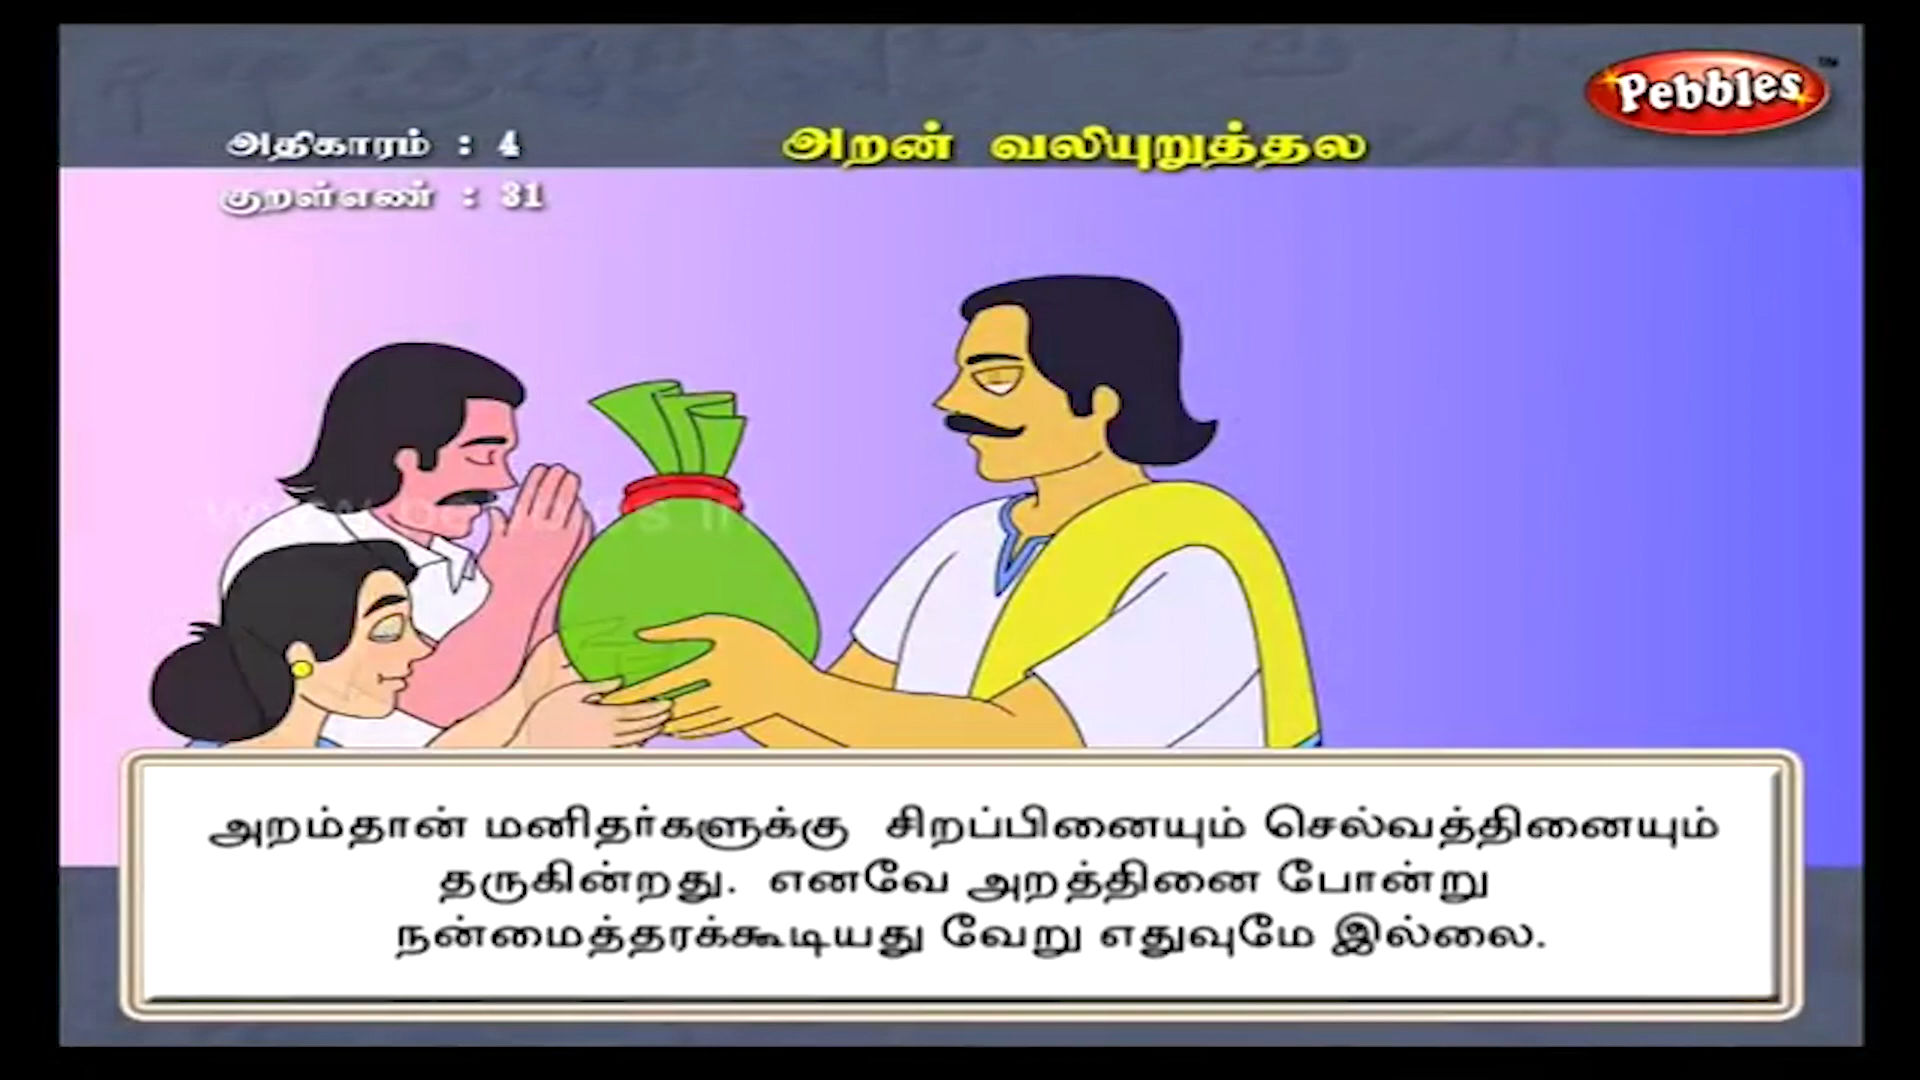 Pebbles™
அதிகாரம் : 4
அறன் வலியுறுத்தல
குறள்எண் : 31
அறம்தான் மனிதர்களுக்கு சிறப்பினையும் செல்வத்தினையும்
தருகின்றது. எனவே அறத்தினை போன்று
நன்மைத்தரக்கூடியது வேறு எதுவுமே இல்லை.